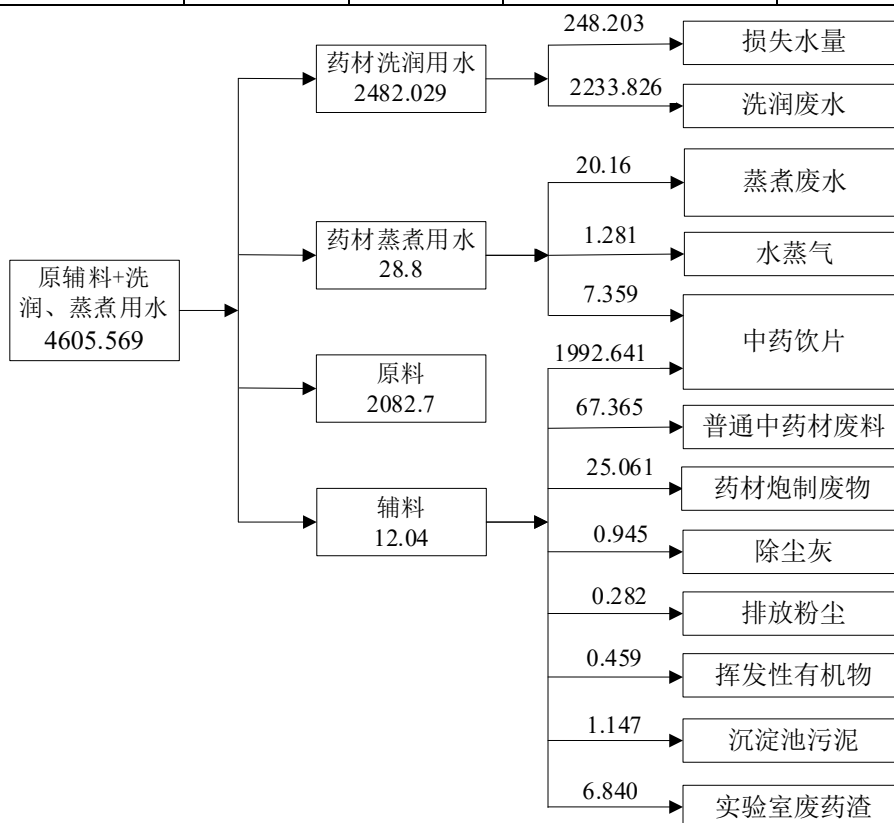 248.203
损失水量
药材洗润用水
2482.029
2233.826
洗润废水
20.16
蒸煮废水
药材蒸煮用水
28.8
1.281
水蒸气
原辅料+洗
润、蒸煮用水
4605.569
7.359
中药饮片
1992.641
原料
2082.7
67.365
普通中药材废料
25.061
药材炮制废物
辅料
12.04
0.945
除尘灰
0.282
排放粉尘
0.459
挥发性有机物
1.147
沉淀池污泥
6.840
实验室废药渣